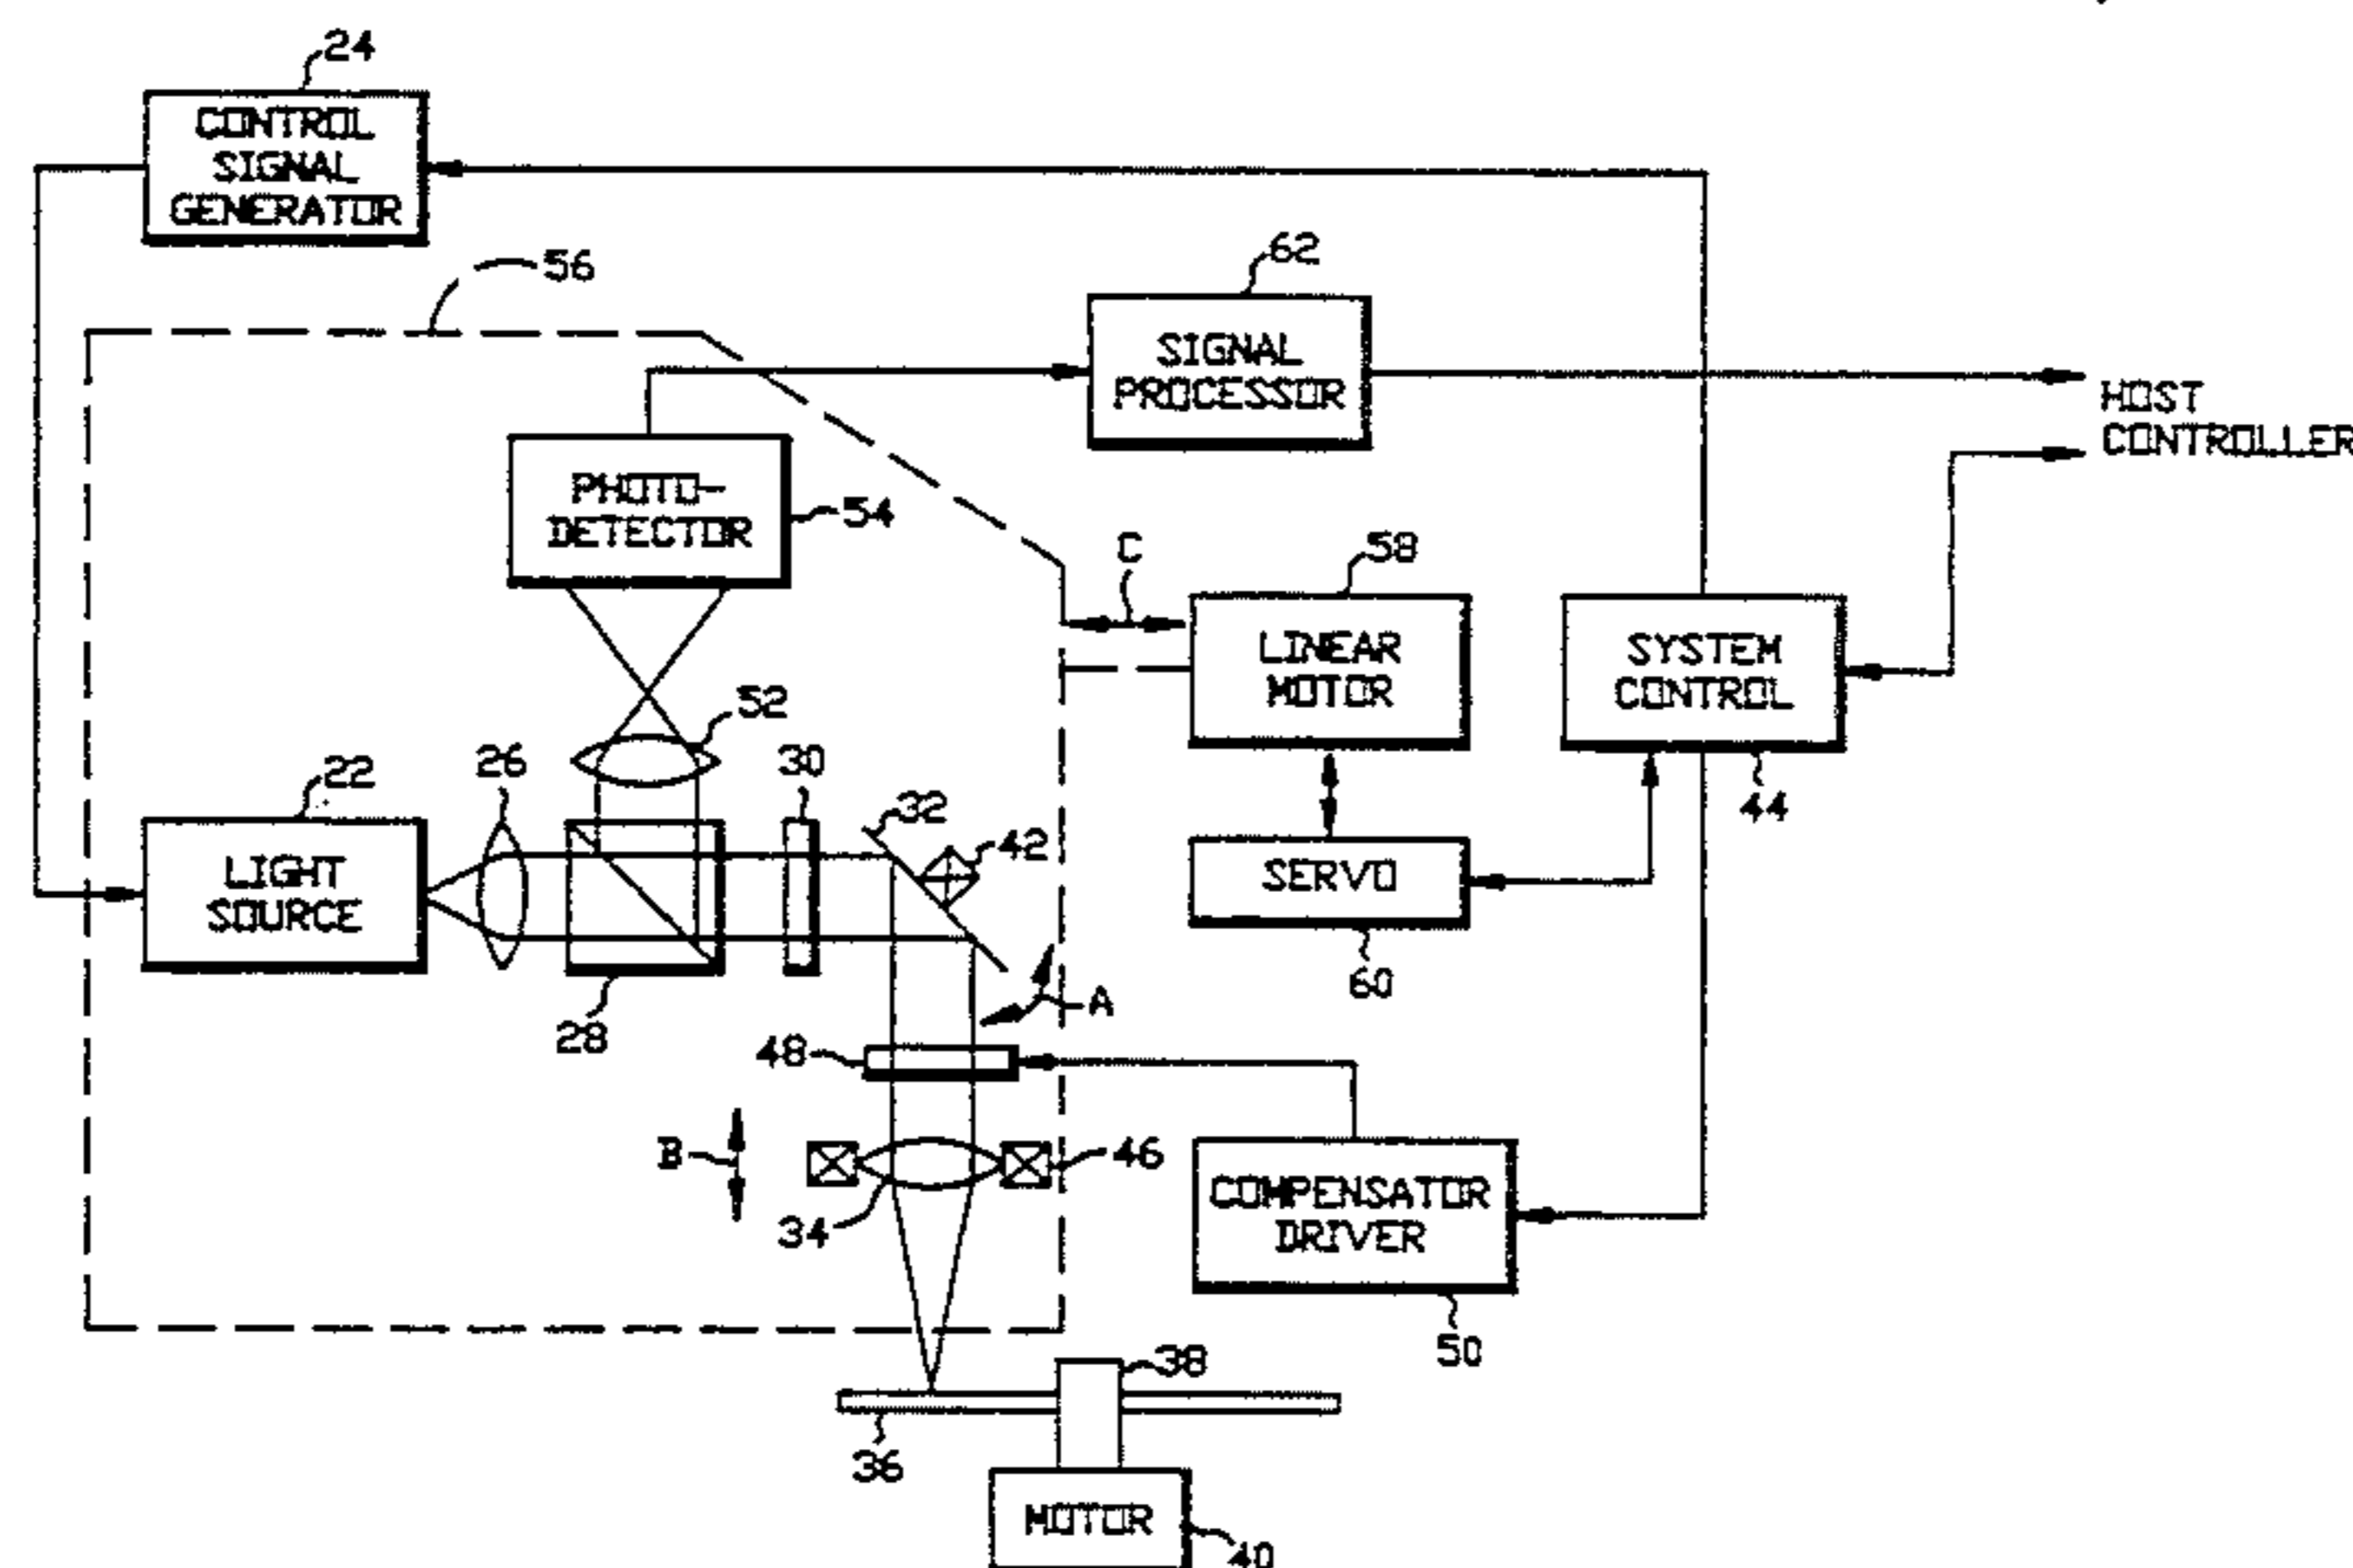 24
CONTROL
SIGNAL
GENERATOR
56
62
SIGNAL
PROCESSOR
HOST
CONTROLLER
PHOTO-
DETECTOR
54
C
58
LINEAR
MOTOR
SYSTEM
CONTROL
44
52
26
30
22
32
42
LIGHT
SOURCE
SERVO
60
28
A
48
B
46
34
COMPENSATOR
DRIVER
50
38
36
MOTOR
40